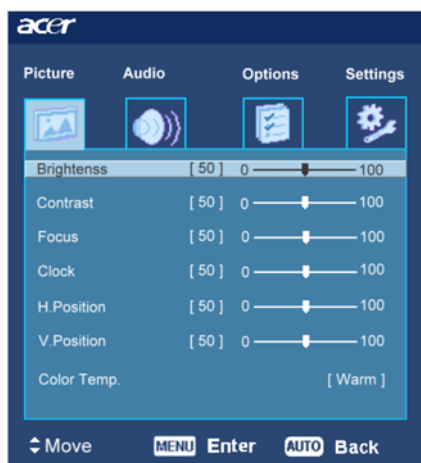 acer
Picture Audio Options Settings
Brightenss [ 50 ] 0 100
Contrast [ 50 ] 0 100
Focus [ 50 ] 0 100
Clock [ 50 ] 0 100
H.Position [ 50 ] 0 100
V.Position [ 50 ] 0 100
Color Temp. [ Warm ]
Move MENU Enter AUTO Back